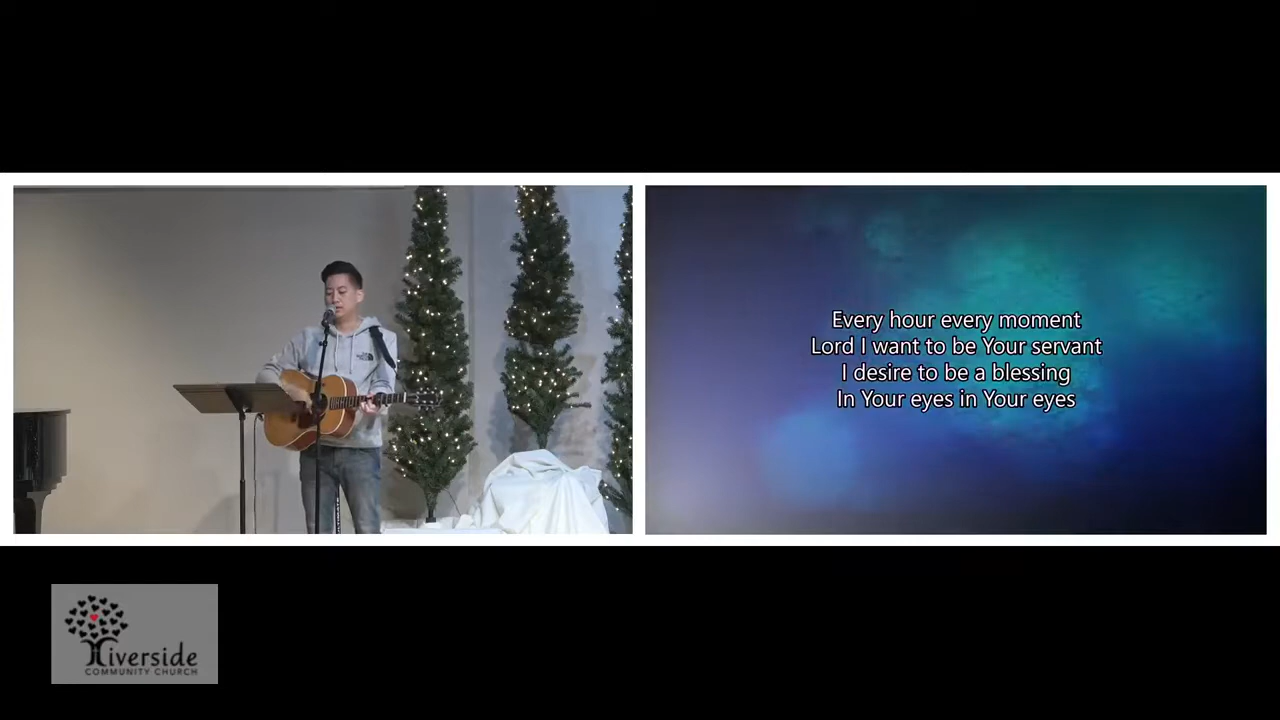 Every hour every moment
Lord I want to be Your servant
I desire to be a blessing
In Your eyes in Your eyes
Riverside
COMMUNITY CHURCH